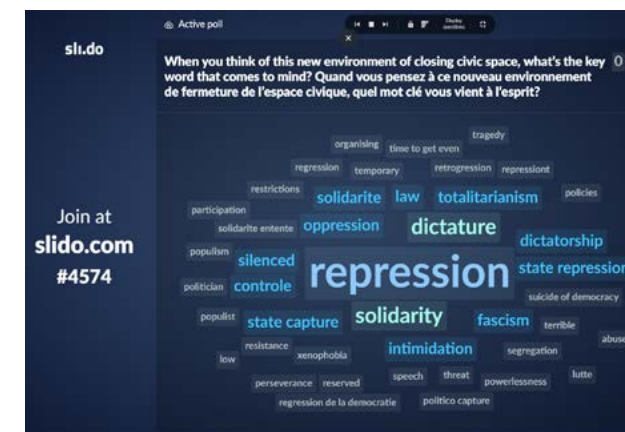 Active poll
sli.do
When you think of this new environment of closing civic space, what's the key
word that comes to mind? Quand vous pensez à ce nouveau environnement
de fermeture de l'espace civique, quel mot clé vous vient à l'esprit?
0
Join at
slido.com
#4574
tragedy
organising
time to get even
regression
temporary
retrogression
repressiont
restrictions
solidarite
law
totalitarianism
policies
participation
solidarite entente
oppression
dictature
dictatorship
populism
silenced
repression
state repression
politician
controle
suicide of democracy
populist
state capture
solidarity
fascism
terrible
abuse
resistance
low
xenophobia
intimidation
segregation
perseverance
reserved
speech
threat
powerlessness
lutte
regression de la democratie
politico capture